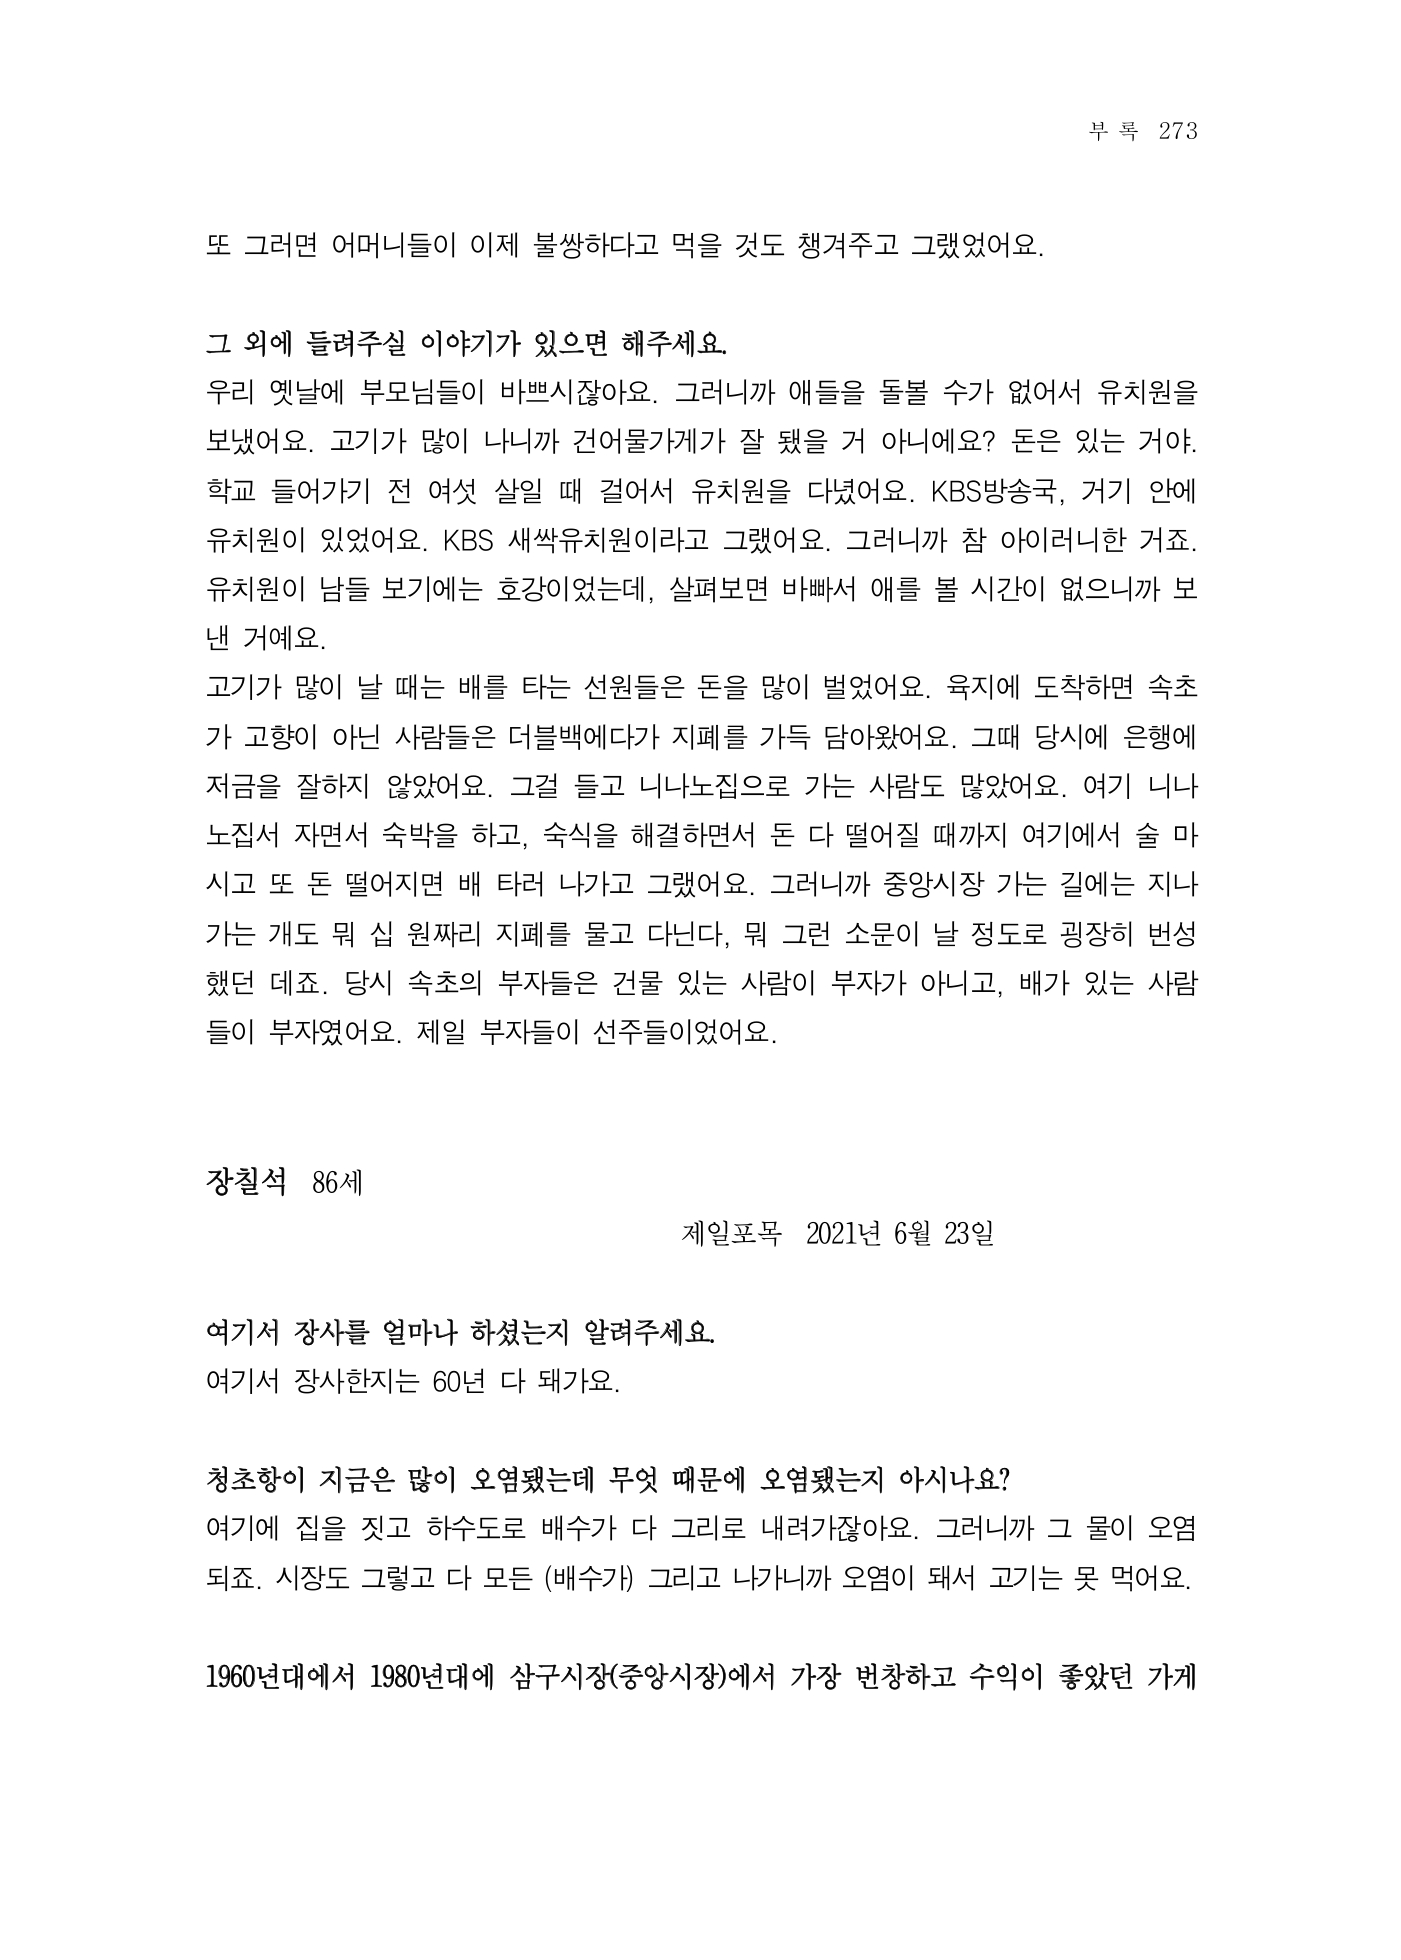 부 록 273
또 그러면 어머니들이 이제 불쌍하다고 먹을 것도 챙겨주고 그랬었어요.
그 외에 들려주실 이야기가 있으면 해주세요.
우리 옛날에 부모님들이 바쁘시잖아요. 그러니까 애들을 돌볼 수가 없어서 유치원을
보냈어요. 고기가 많이 나니까 건어물가게가 잘 됐을 거 아니에요? 돈은 있는 거야.
학교 들어가기 전 여섯 살일 때 걸어서 유치원을 다녔어요. KBS방송국, 거기 안에
유치원이 있었어요. KBS 새싹유치원이라고 그랬어요. 그러니까 참 아이러니한 거죠.
유치원이 남들 보기에는 호강이었는데, 살펴보면 바빠서 애를 볼 시간이 없으니까 보
낸 거예요.
고기가 많이 날 때는 배를 타는 선원들은 돈을 많이 벌었어요. 육지에 도착하면 속초
가 고향이 아닌 사람들은 더블백에다가 지폐를 가득 담아왔어요. 그때 당시에 은행에
저금을 잘하지 않았어요. 그걸 들고 니나노집으로 가는 사람도 많았어요. 여기 니나
노집서 자면서 숙박을 하고, 숙식을 해결하면서 돈 다 떨어질 때까지 여기에서 술 마
시고 또 돈 떨어지면 배 타러 나가고 그랬어요. 그러니까 중앙시장 가는 길에는 지나
가는 개도 뭐 십 원짜리 지폐를 물고 다닌다, 뭐 그런 소문이 날 정도로 굉장히 번성
했던 데죠. 당시 속초의 부자들은 건물 있는 사람이 부자가 아니고, 배가 있는 사람
들이 부자였어요. 제일 부자들이 선주들이었어요.
장칠석 86세
제일포목 2021년 6월 23일
여기서 장사를 얼마나 하셨는지 알려주세요.
여기서 장사한지는 60년 다 돼가요.
청초항이 지금은 많이 오염됐는데 무엇 때문에 오염됐는지 아시나요?
여기에 집을 짓고 하수도로 배수가 다 그리로 내려가잖아요. 그러니까 그 물이 오염
되죠. 시장도 그렇고 다 모든 (배수가) 그리고 나가니까 오염이 돼서 고기는 못 먹어요.
1960년대에서 1980년대에 삼구시장(중앙시장)에서 가장 번창하고 수익이 좋았던 가게